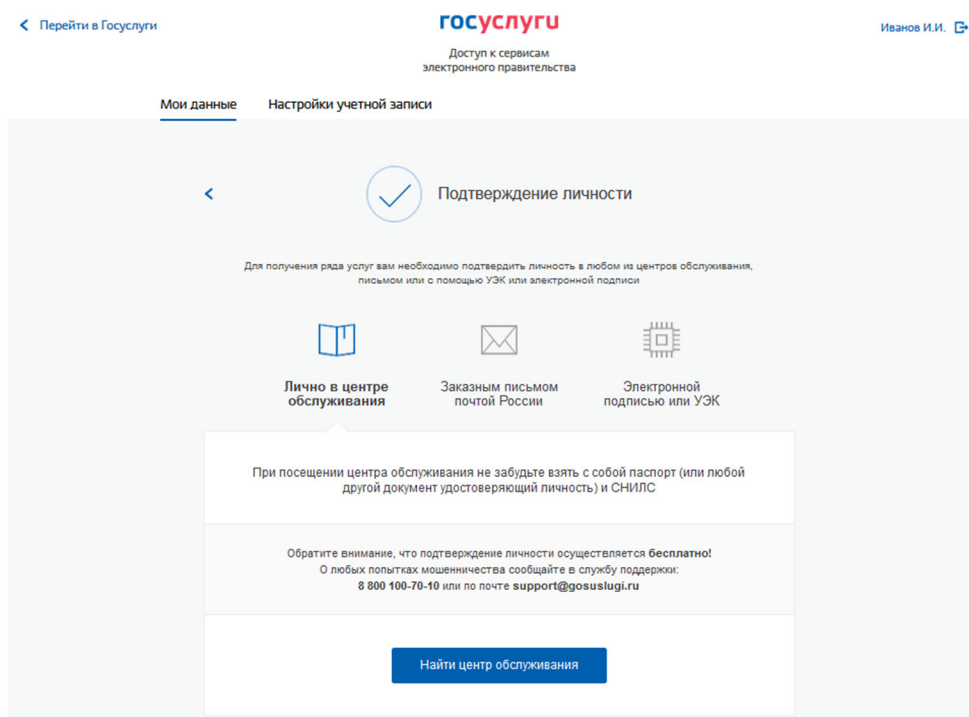 Перейти в Госуслуги
госуслуги
Иванов И.И.
Доступ к сервисам
электронного правительства
Мои данные
Настройки учетной записи
Подтверждение личности
Для получения ряда услуг вам необходимо подтвердить личность в любом из центров обслуживания,
письмом или с помощью УЭК или электронной подписи
Лично в центре
обслуживания
Заказным письмом
почтой России
Электронной
подписью или УЭК
При посещении центра обслуживания не забудьте взять с собой паспорт (или любой
другой документ удостоверяющий личность) и СНИЛС
Обратите внимание, что подтверждение личности осуществляется бесплатно!
О любых попытках мошенничества сообщайте в службу поддержки:
8 800 100-70-10 или по почте support@gosuslugi.ru
Найти центр обслуживания